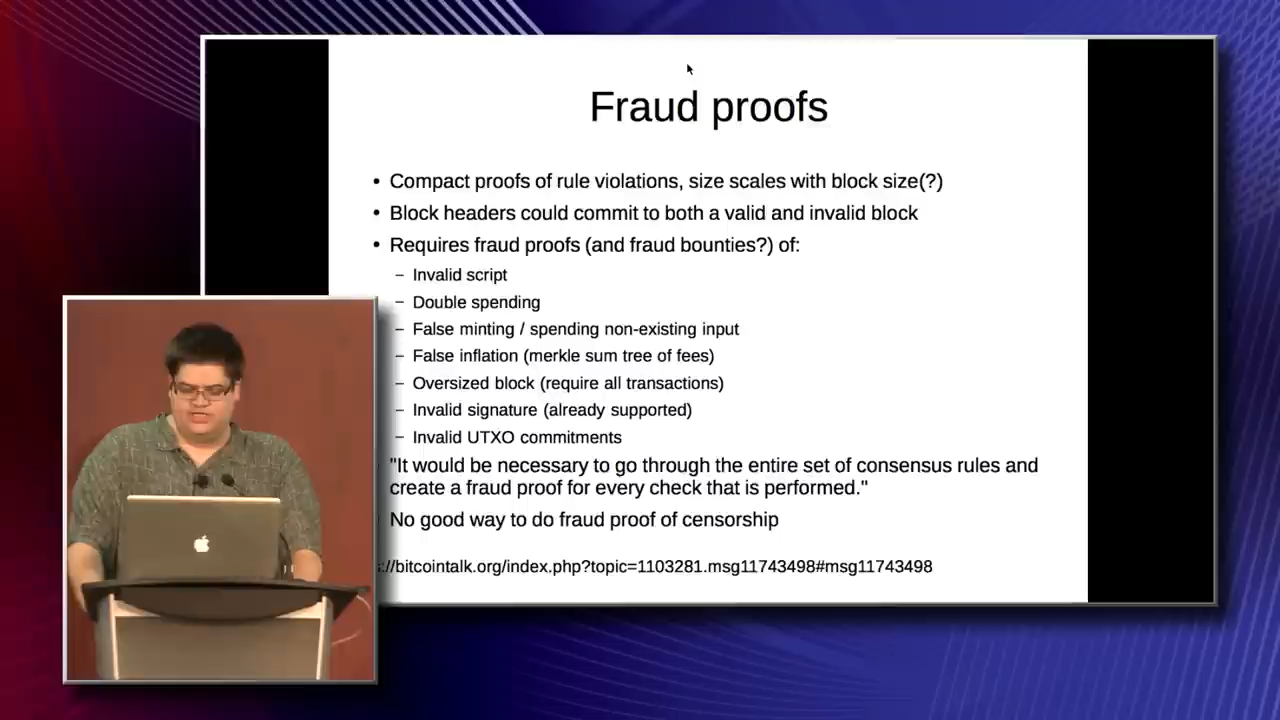 Fraud proofs
• Compact proofs of rule violations, size scales with block size(?)
• Block headers could commit to both a valid and invalid block
• Requires fraud proofs (and fraud bounties?) of:
– Invalid script
– Double spending
– False minting / spending non-existing input
– False inflation (merkle sum tree of fees)
– Oversized block (require all transactions)
– Invalid signature (already supported)
– Invalid UTXO commitments
"It would be necessary to go through the entire set of consensus rules and
create a fraud proof for every check that is performed."
No good way to do fraud proof of censorship
://bitcointalk.org/index.php?topic=1103281.msg11743498#msg11743498